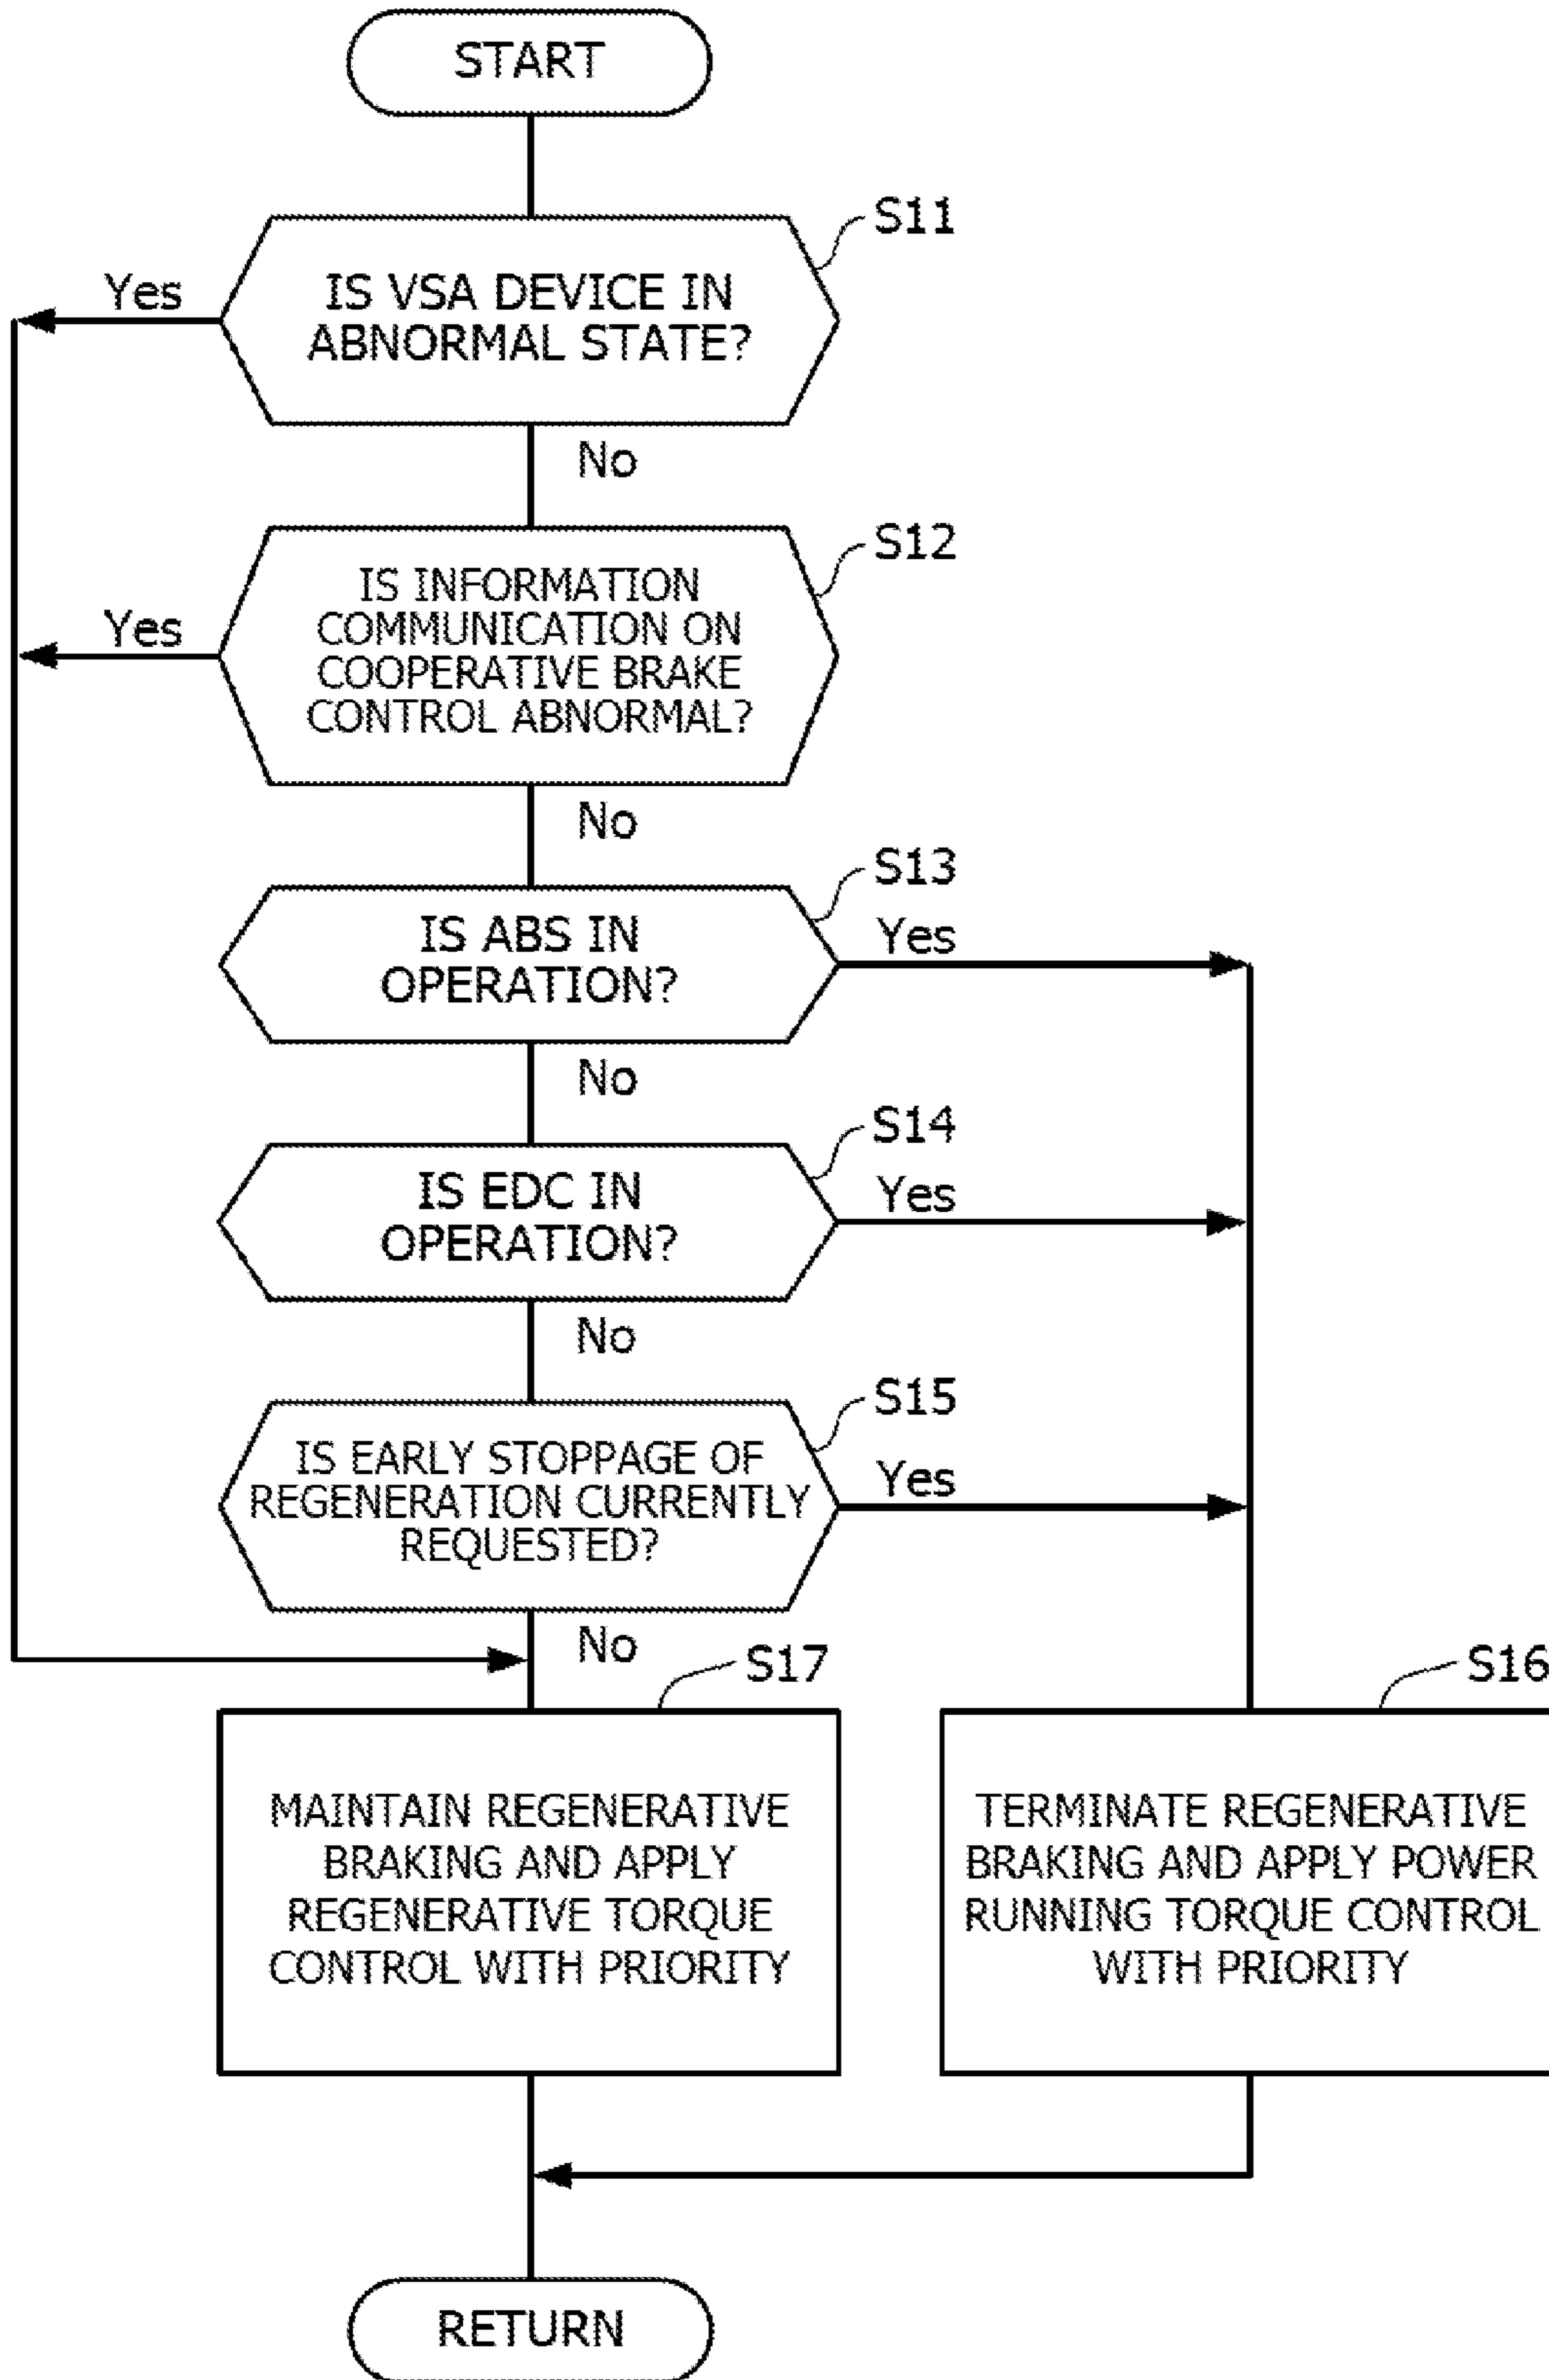 START
S11
IS VSA DEVICE IN
ABNORMAL STATE?
Yes
No
S12
IS INFORMATION
COMMUNICATION ON
COOPERATIVE BRAKE
CONTROL ABNORMAL?
Yes
No
S13
IS ABS IN
OPERATION?
Yes
No
S14
IS EDC IN
OPERATION?
Yes
No
S15
IS EARLY STOPPAGE OF
REGENERATION CURRENTLY
REQUESTED?
Yes
No
S17
MAINTAIN REGENERATIVE
BRAKING AND APPLY
REGENERATIVE TORQUE
CONTROL WITH PRIORITY
S16
TERMINATE REGENERATIVE
BRAKING AND APPLY POWER
RUNNING TORQUE CONTROL
WITH PRIORITY
RETURN